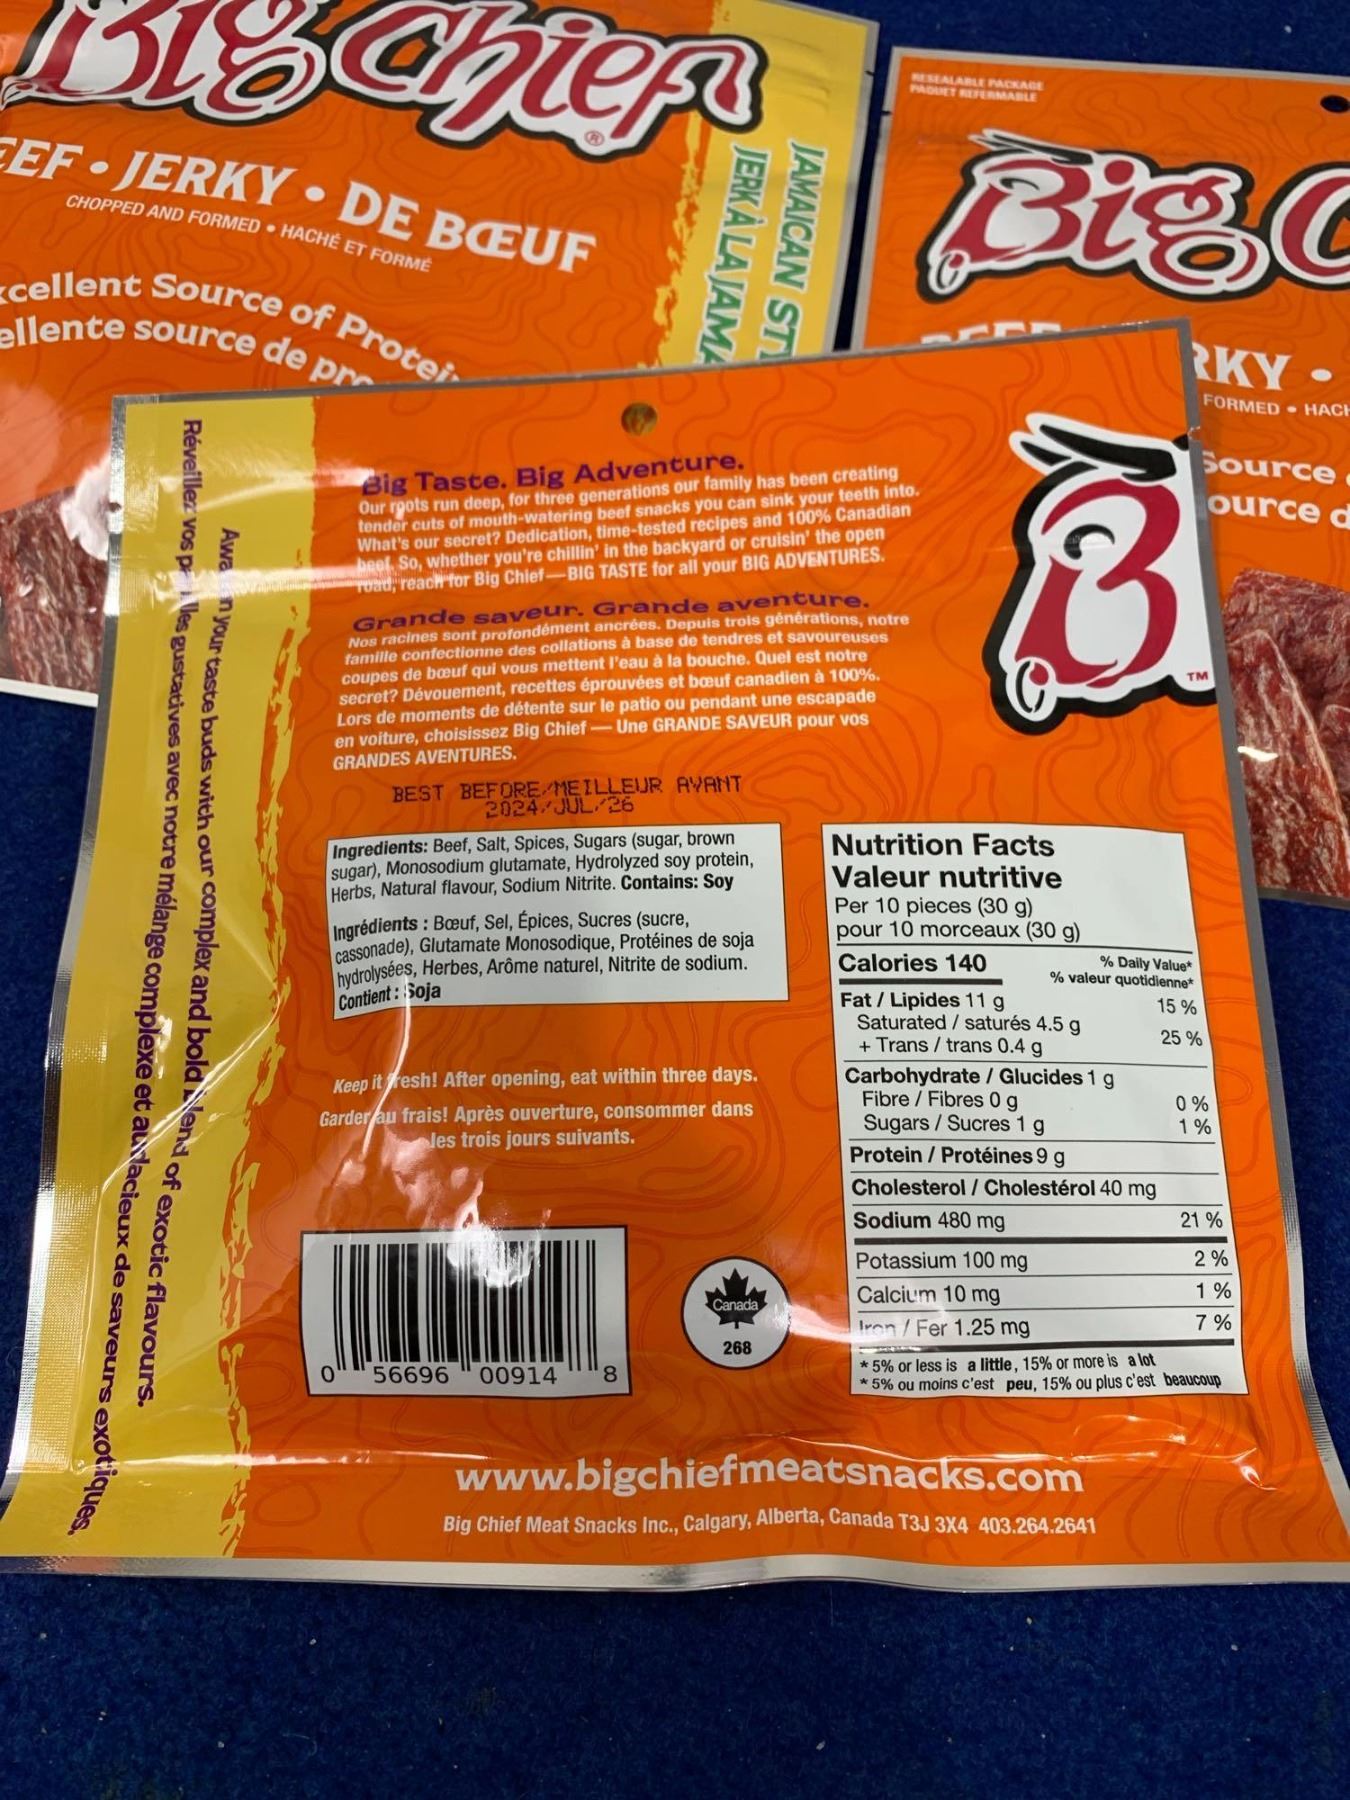 Big Chief®
EEF • JERKY • DE BŒUF
CHOPPED AND FORMED • HACHÉ ET FORMÉ
xcellent Source of Protei
ellente source de pro
JAMAICAN STY
JERK À LA JAMA
RESEALABLE PACKAGE
PAQUET REFERMABLE
Big C
RKY •
FORMED • HACH
Source
ource d
Big Taste. Big Adventure.
Our roots run deep, for three generations our family has been creating
tender cuts of mouth-watering beef snacks you can sink your teeth into.
What's our secret? Dedication, time-tested recipes and 100% Canadian
beef. So, whether you're chillin' in the backyard or cruisin' the open
road, reach for Big Chief — BIG TASTE for all your BIG ADVENTURES.
Grande saveur. Grande aventure.
Nos racines sont profondément ancrées. Depuis trois générations, notre
famille confectionne des collations à base de tendres et savoureuses
coupes de bœuf qui vous mettent l'eau à la bouche. Quel est notre
secret? Dévouement, recettes éprouvées et bœuf canadien à 100%.
Lors de moments de détente sur le patio ou pendant une escapade
en voiture, choisissez Big Chief — Une GRANDE SAVEUR pour vos
GRANDES AVENTURES.
B
TM
BEST BEFORE/MEILLEUR AVANT
2024/JUL/26
Ingredients: Beef, Salt, Spices, Sugars (sugar, brown
sugar), Monosodium glutamate, Hydrolyzed soy protein,
Herbs, Natural flavour, Sodium Nitrite. Contains: Soy
Ingrédients : Bœuf, Sel, Épices, Sucres (sucre,
cassonade), Glutamate Monosodique, Protéines de soja
hydrolysées, Herbes, Arôme naturel, Nitrite de sodium.
Contient : Soja
Keep it fresh! After opening, eat within three days.
Garder au frais! Après ouverture, consommer dans
les trois jours suivants.
0 56696 00914 8
Canada
268
Nutrition Facts
Valeur nutritive
Per 10 pieces (30 g)
pour 10 morceaux (30 g)
Calories 140
% Daily Value*
% valeur quotidienne*
Fat / Lipides 11 g 15 %
Saturated / saturés 4.5 g
+ Trans / trans 0.4 g 25 %
Carbohydrate / Glucides 1 g
Fibre / Fibres 0 g 0 %
Sugars / Sucres 1 g 1 %
Protein / Protéines 9 g
Cholesterol / Cholestérol 40 mg
Sodium 480 mg 21 %
Potassium 100 mg 2 %
Calcium 10 mg 1 %
Iron / Fer 1.25 mg 7 %
* 5% or less is a little, 15% or more is a lot
* 5% ou moins c'est peu, 15% ou plus c'est beaucoup
www.bigchiefmeatsnacks.com
Big Chief Meat Snacks Inc., Calgary, Alberta, Canada T3J 3X4 403.264.2641
Awaken your taste buds with our complex and bold blend of exotic flavours.
Réveillez vos papilles gustatives avec notre mélange complexe et audacieux de saveurs exotiques.